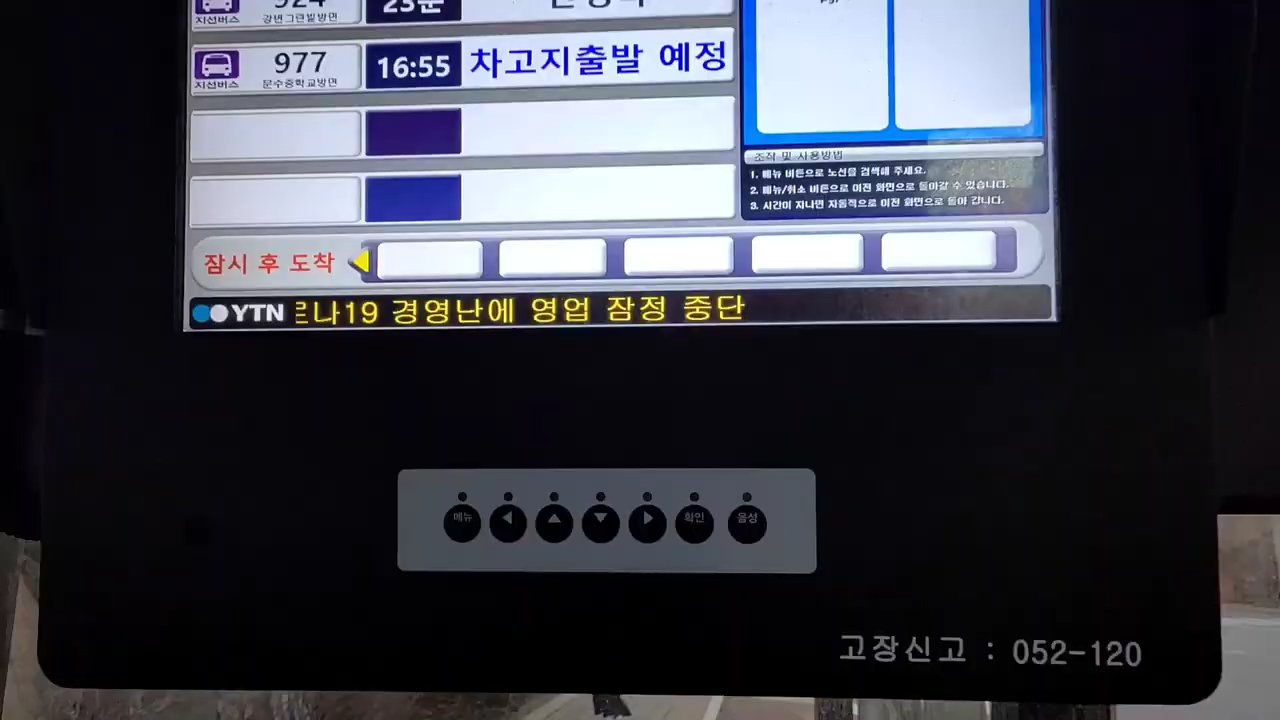 924
23분
지선버스
강변그린빌방면
977
16:55
차고지출발 예정
지선버스
문수중학교방면
조작 및 사용방법
1. 메뉴 버튼으로 노선을 검색해 주세요.
2. 메뉴/취소 버튼으로 이전 화면으로 돌아갈 수 있습니다.
3. 시간이 지나면 자동적으로 이전 화면으로 돌아 갑니다.
잠시 후 도착
YTN
로나19 경영난에 영업 잠정 중단
메뉴
확인
음성
고장신고 : 052-120